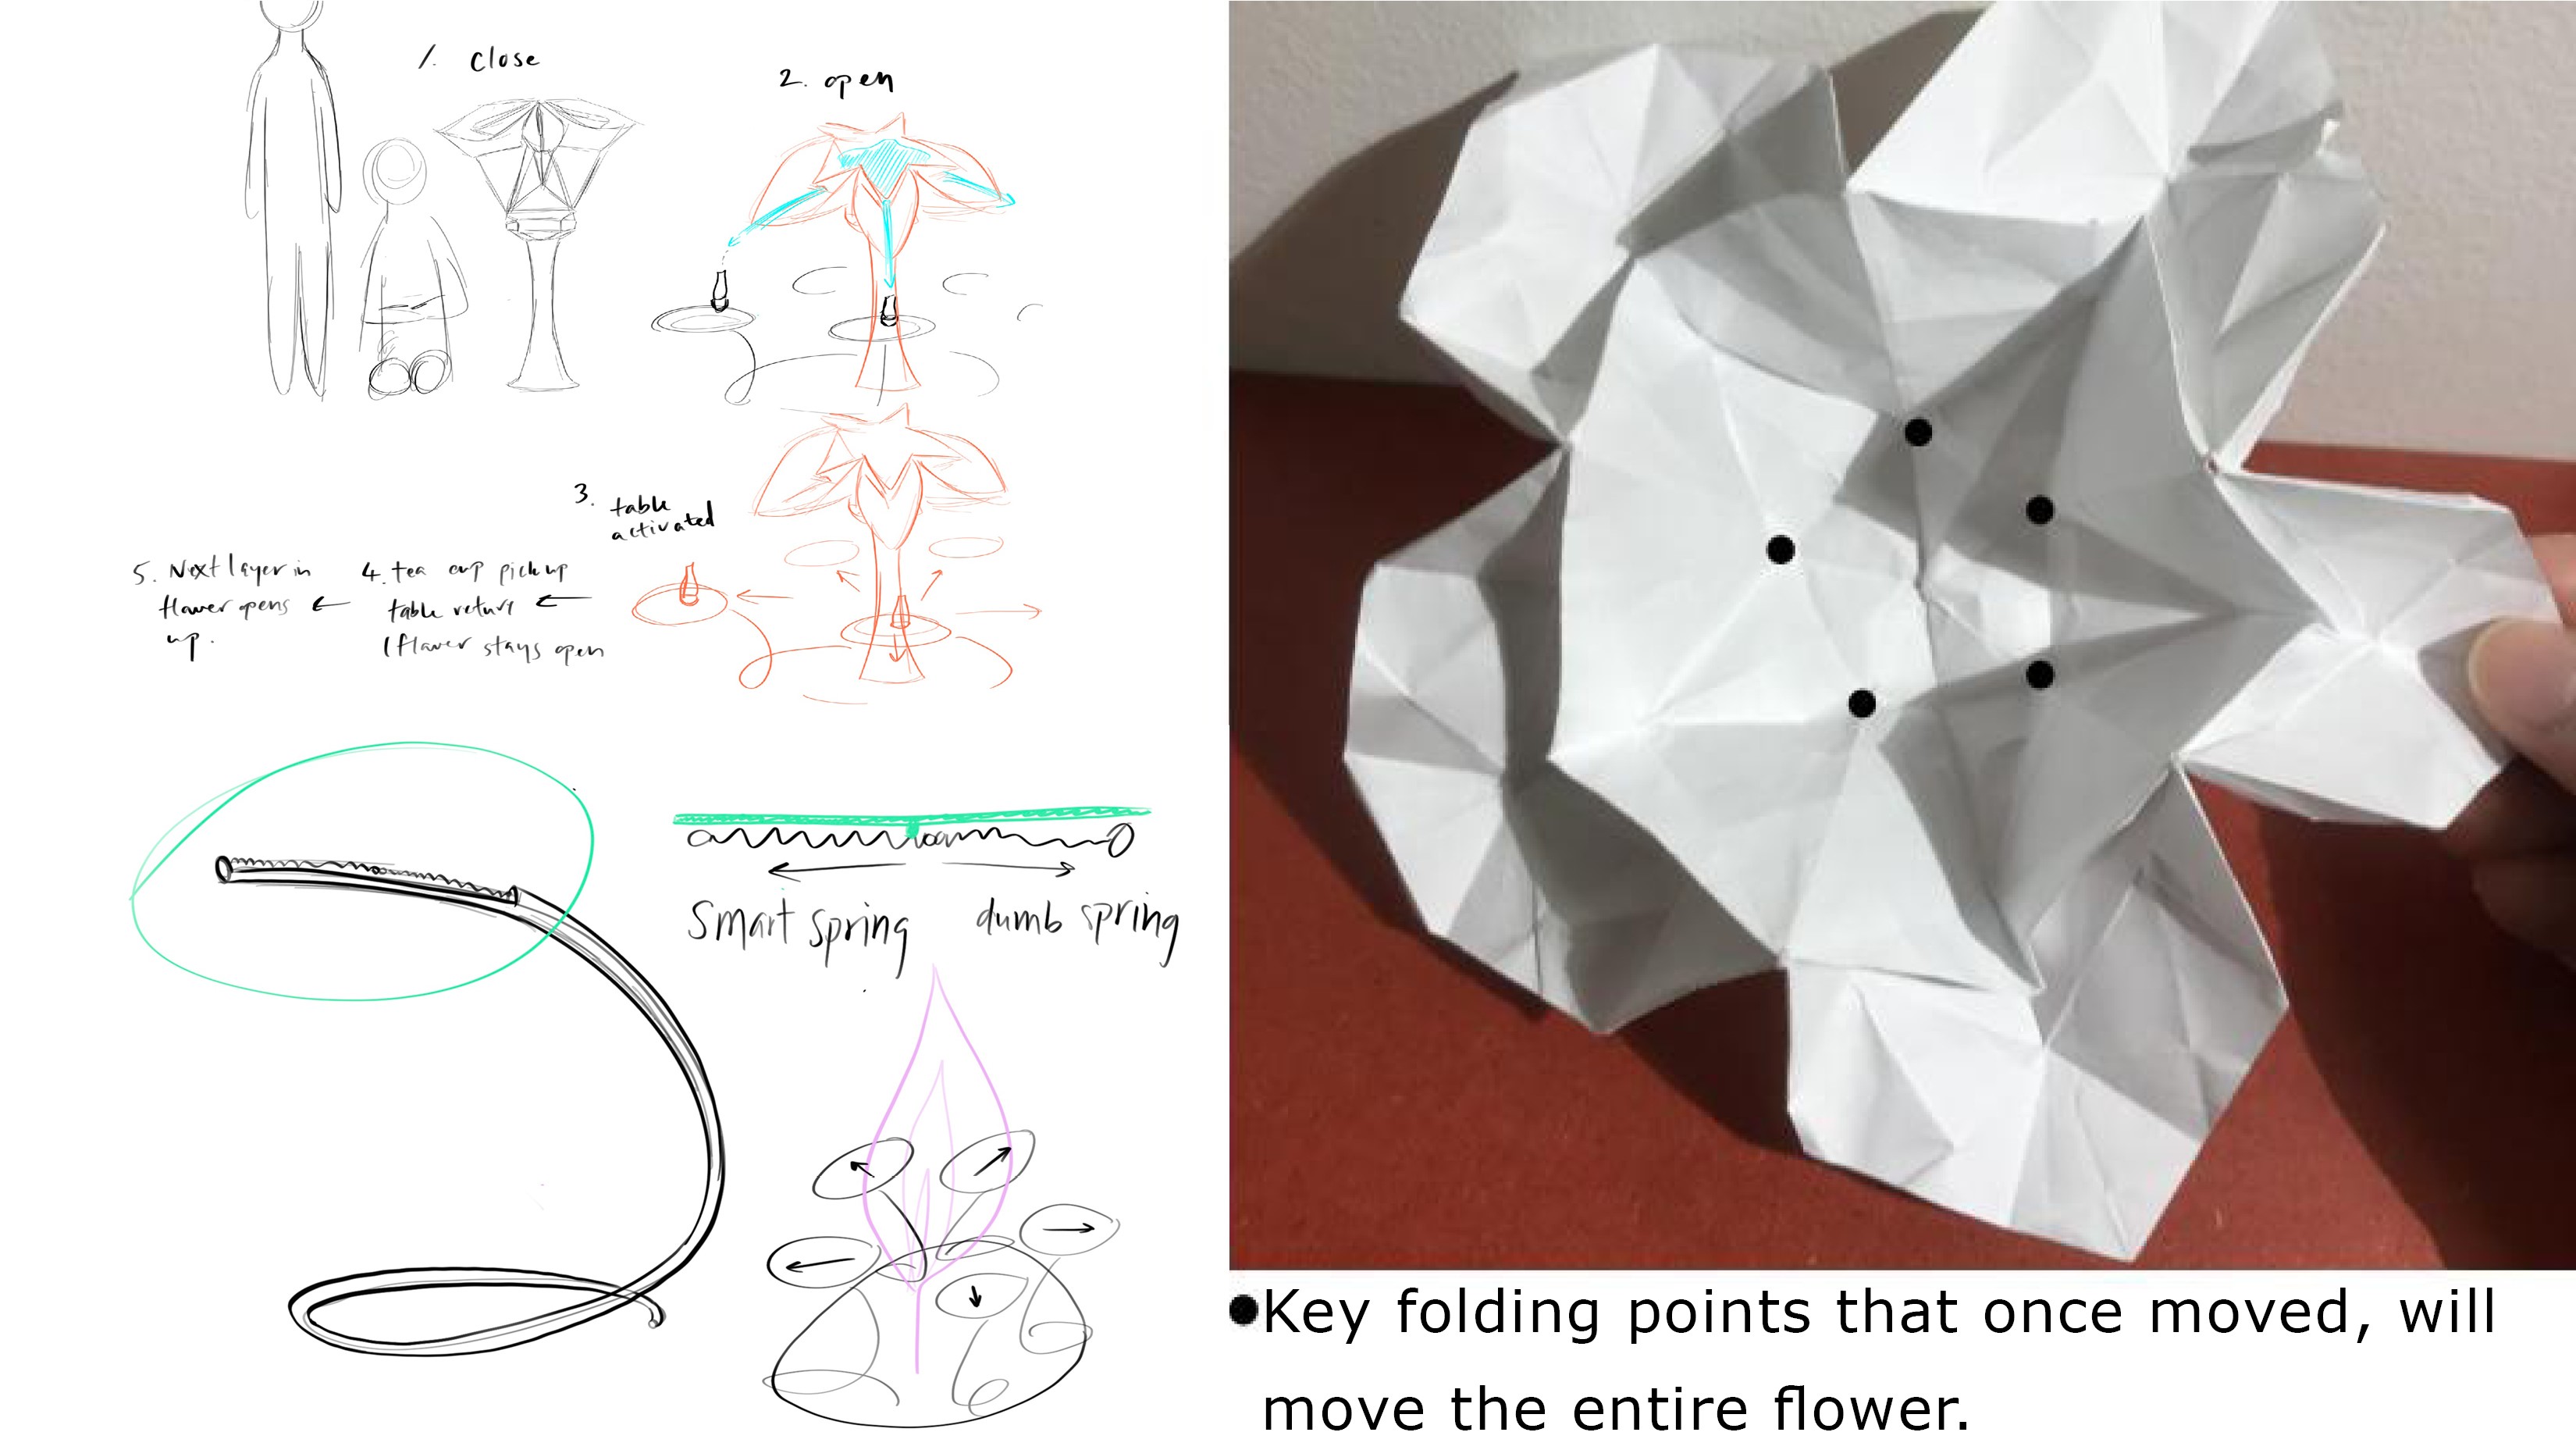 1. close
2. open
3. table
activated
4. tea cup pick up
table return
(flower stays open
5. Next layer in
flower opens
up.
smart spring
dumb spring
Key folding points that once moved, will
move the entire flower.